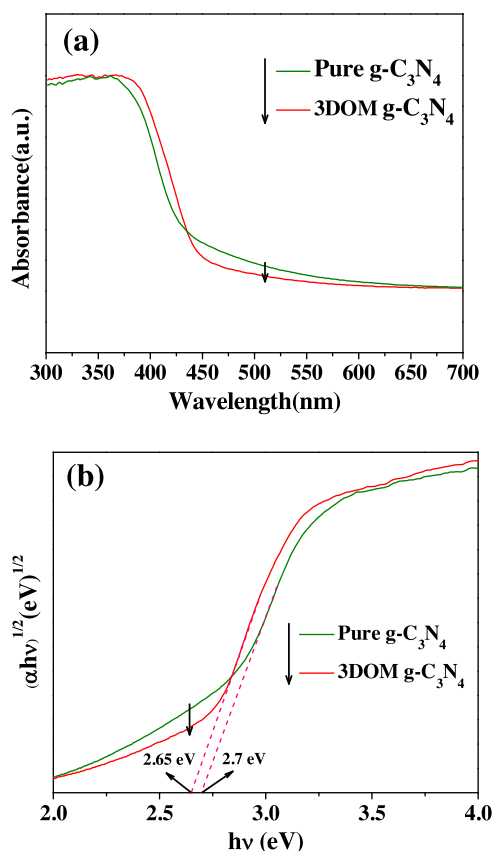 (a)
Pure g-C₃N₄
3DOM g-C₃N₄
Absorbance(a.u.)
300 350 400 450 500 550 600 650 700
Wavelength(nm)
(b)
(αhν)¹/²(eV)¹/²
Pure g-C₃N₄
3DOM g-C₃N₄
2.65 eV
2.7 eV
2.0 2.5 3.0 3.5 4.0
hν (eV)